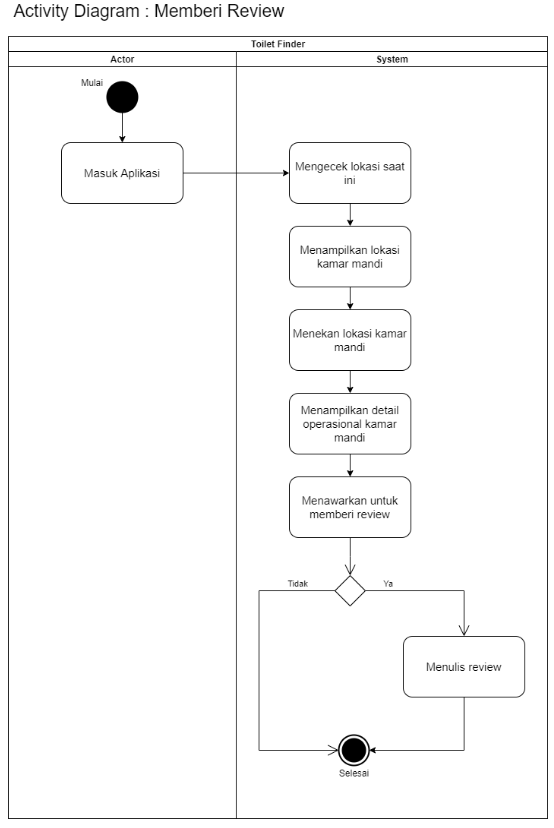 Activity Diagram : Memberi Review
Toilet Finder
Actor
System
Mulai
Masuk Aplikasi
Mengecek lokasi saat
ini
Menampilkan lokasi
kamar mandi
Menekan lokasi kamar
mandi
Menampilkan detail
operasional kamar
mandi
Menawarkan untuk
memberi review
Tidak
Ya
Menulis review
Selesai